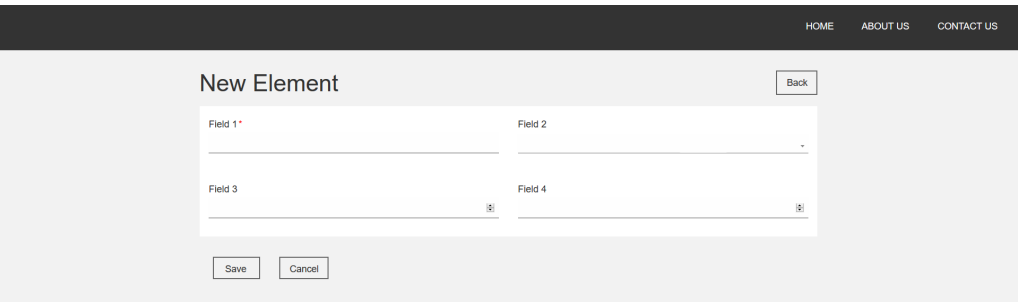 HOME ABOUT US CONTACT US
New Element Back
Field 1* Field 2
Field 3 Field 4
Save Cancel